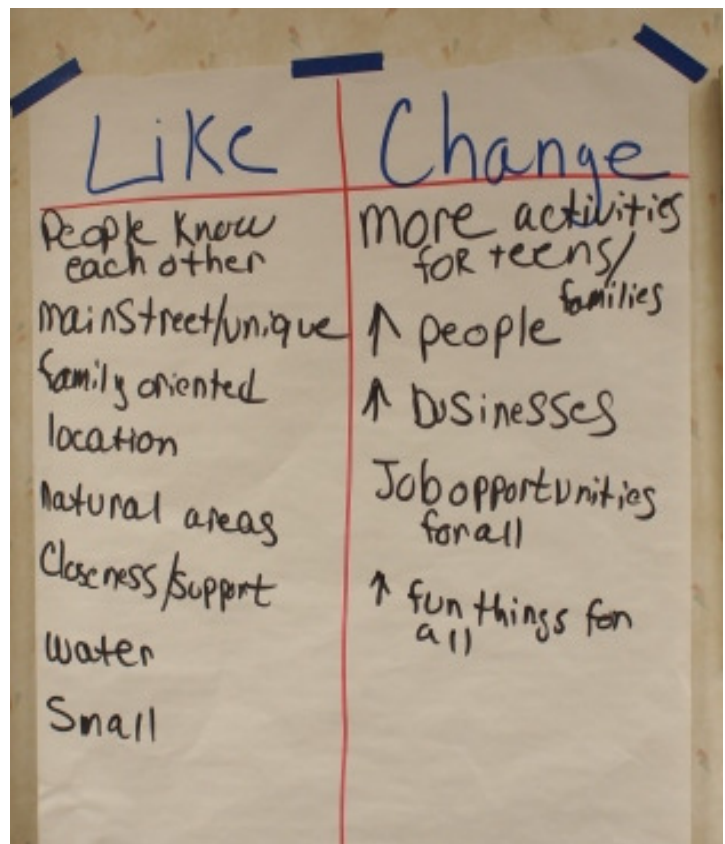 Like
People know
each other
mainstreet/unique
family oriented
location
natural areas
Closeness/support
water
Small
Change
more activities
for teens/
families
↑ people
↑ businesses
Job opportunities
for all
↑ fun things for
all